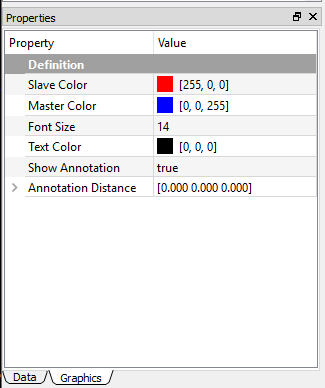 Properties
Property Value
Definition
Slave Color [255, 0, 0]
Master Color [0, 0, 255]
Font Size 14
Text Color [0, 0, 0]
Show Annotation true
Annotation Distance [0.000 0.000 0.000]
Data Graphics